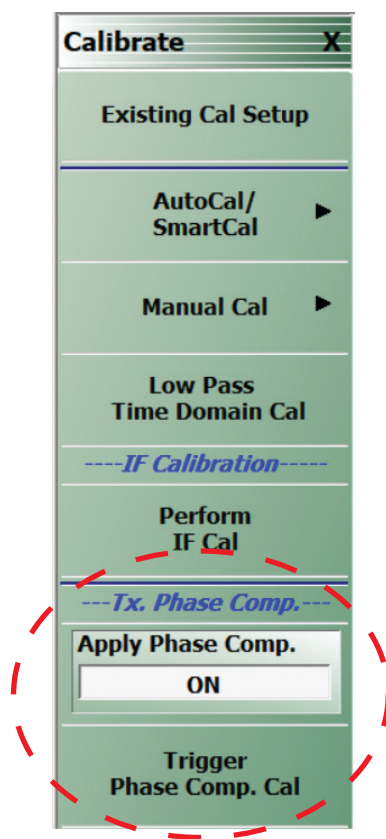 Calibrate X
Existing Cal Setup
AutoCal/
SmartCal
Manual Cal
Low Pass
Time Domain Cal
----IF Calibration-----
Perform
IF Cal
---Tx. Phase Comp.---
Apply Phase Comp.
ON
Trigger
Phase Comp. Cal